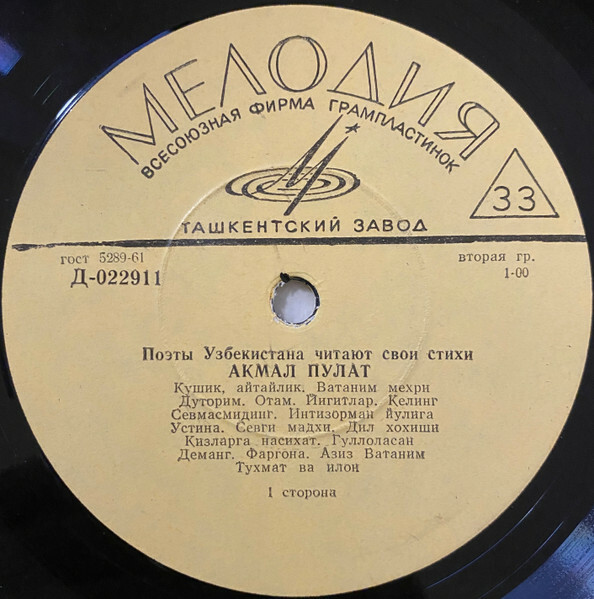 МЕЛОДИЯ
ВСЕСОЮЗНАЯ ФИРМА ГРАМПЛАСТИНОК
33
ТАШКЕНТСКИЙ ЗАВОД
гост 5289-61
вторая гр.
Д-022911
1-00
Поэты Узбекистана читают свои стихи
АКМАЛ ПУЛАТ
Кушик, айтайлик. Ватаним мехри
Дуторим. Отам. Йигитлар. Келинг
Севмасмидинг. Интизорман йулига
Устина. Севги мадхи. Дил хохиши
Кизларга насихат. Гуллоласан
Деманг. Фаргона. Азиз Ватаним
Тухмат ва илон
1 сторона